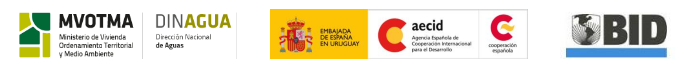 MVOTMA
Ministerio de Vivienda
Ordenamiento Territorial
y Medio Ambiente
DINAGUA
Dirección Nacional
de Aguas
EMBAJADA
DE ESPAÑA
EN URUGUAY
aecid
Agencia Española de
Cooperación Internacional
para el Desarrollo
cooperación
española
BID